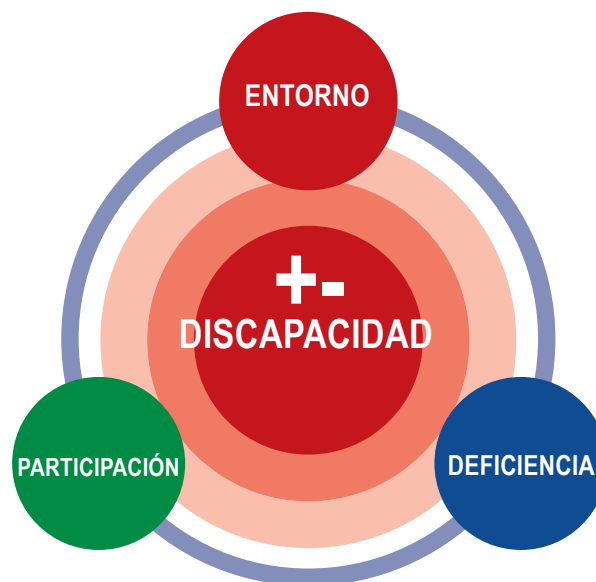 ENTORNO
+-
DISCAPACIDAD
PARTICIPACIÓN
DEFICIENCIA